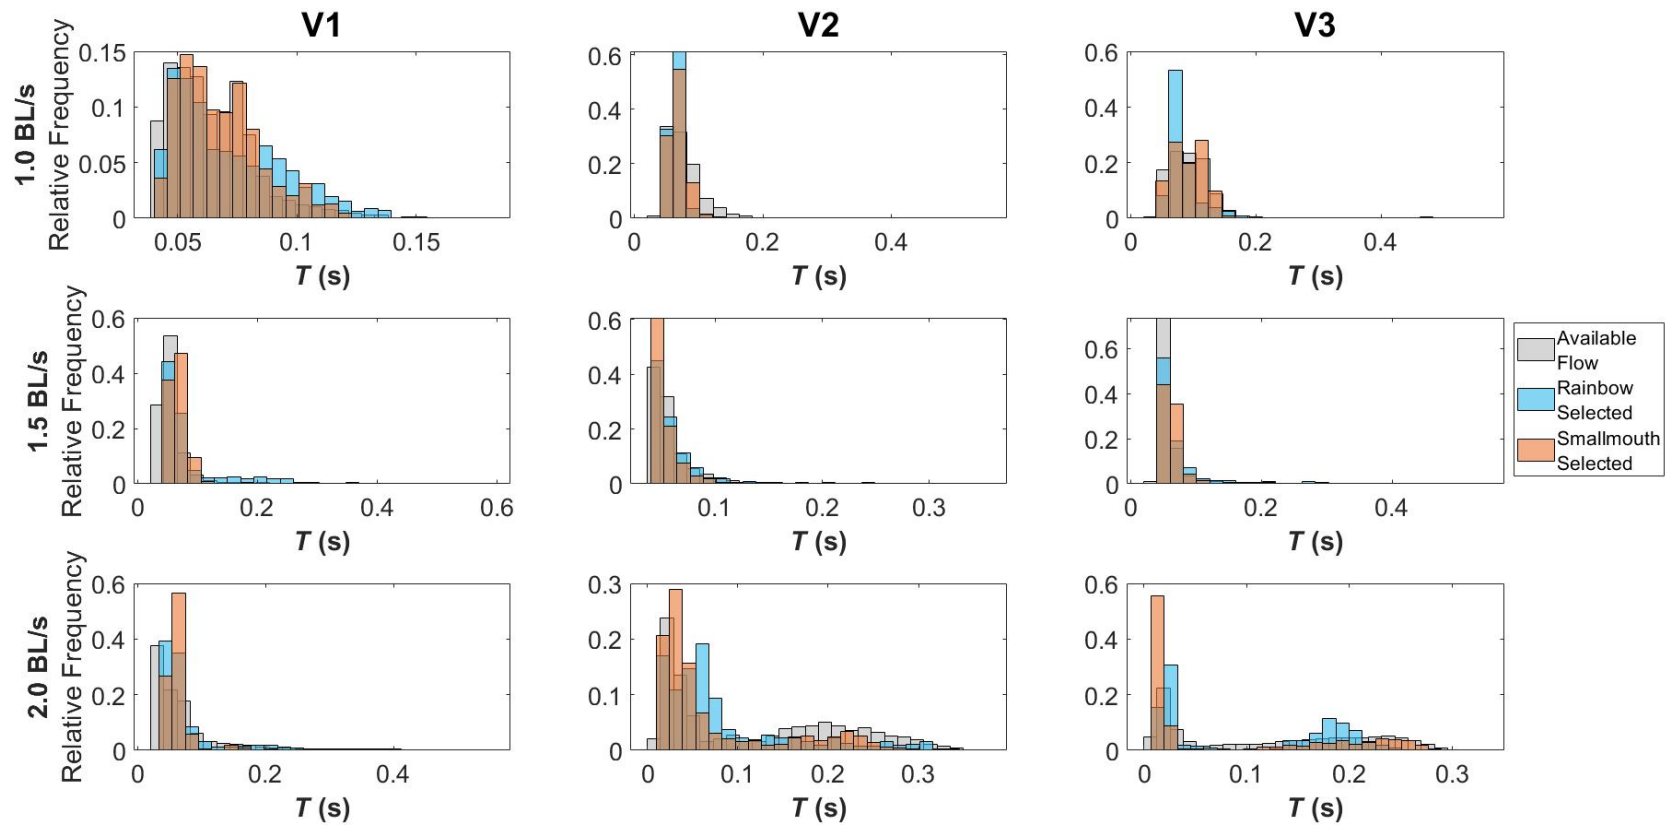 V1 V2 V3
1.0 BL/s
Relative Frequency
0.15
0.1
0.05
0
0.05 0.1 0.15
T (s)
0.6
0.4
0.2
0
0 0.2 0.4
T (s)
0.6
0.4
0.2
0
0 0.2 0.4
T (s)
1.5 BL/s
Relative Frequency
0.6
0.4
0.2
0
0 0.2 0.4 0.6
T (s)
0.6
0.4
0.2
0
0.1 0.2 0.3
T (s)
0.6
0.4
0.2
0
0 0.2 0.4
T (s)
Available
Flow
Rainbow
Selected
Smallmouth
Selected
2.0 BL/s
Relative Frequency
0.6
0.4
0.2
0
0 0.2 0.4
T (s)
0.3
0.2
0.1
0
0 0.1 0.2 0.3
T (s)
0.6
0.4
0.2
0
0 0.1 0.2 0.3
T (s)